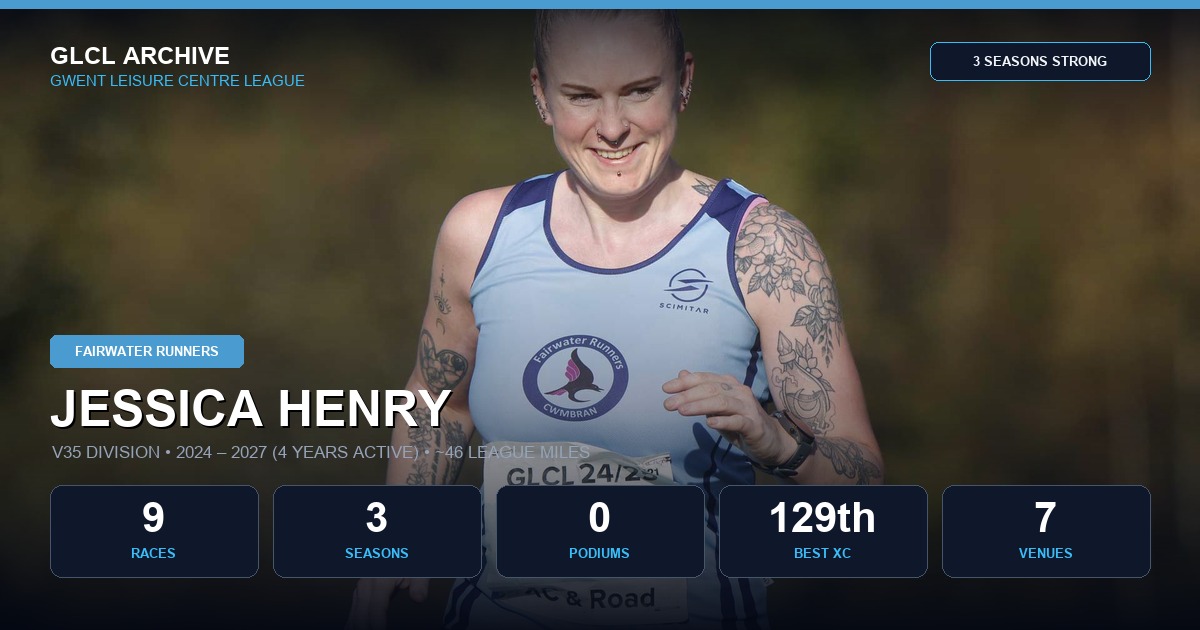 GLCL ARCHIVE
GWENT LEISURE CENTRE LEAGUE
3 SEASONS STRONG
SCIMITAR
Fairwater Runners
CWMBRAN
FAIRWATER RUNNERS
JESSICA HENRY
V35 DIVISION • 2024 – 2027 (4 YEARS ACTIVE) • ~46 LEAGUE MILES
GLCL 24/25
9
RACES
3
SEASONS
0
PODIUMS
129th
BEST XC
7
VENUES
& Road